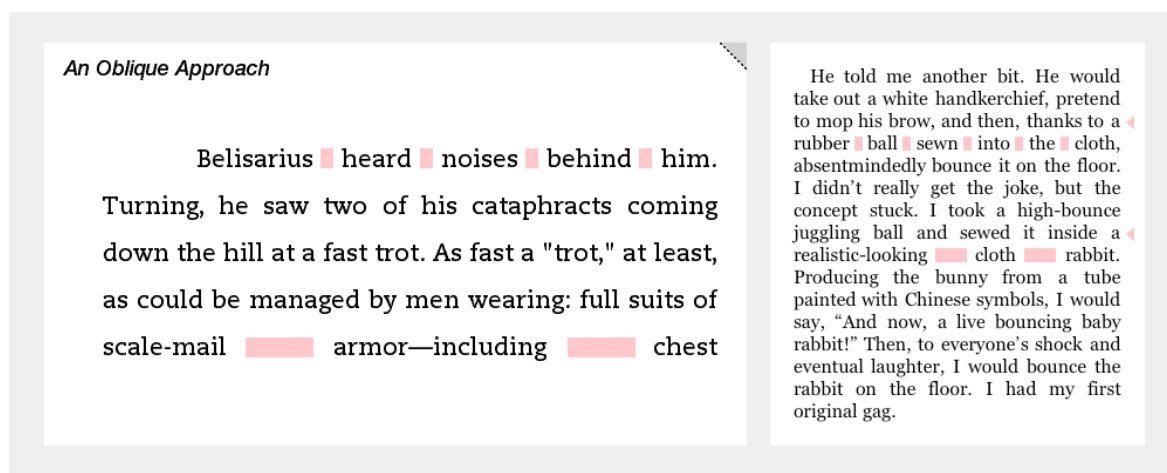 An Oblique Approach
Belisarius heard noises behind him.
Turning, he saw two of his cataphracts coming
down the hill at a fast trot. As fast a "trot," at least,
as could be managed by men wearing: full suits of
scale-mail armor—including chest
He told me another bit. He would
take out a white handkerchief, pretend
to mop his brow, and then, thanks to a
rubber ball sewn into the cloth,
absentmindedly bounce it on the floor.
I didn’t really get the joke, but the
concept stuck. I took a high-bounce
juggling ball and sewed it inside a
realistic-looking cloth rabbit.
Producing the bunny from a tube
painted with Chinese symbols, I would
say, “And now, a live bouncing baby
rabbit!” Then, to everyone’s shock and
eventual laughter, I would bounce the
rabbit on the floor. I had my first
original gag.